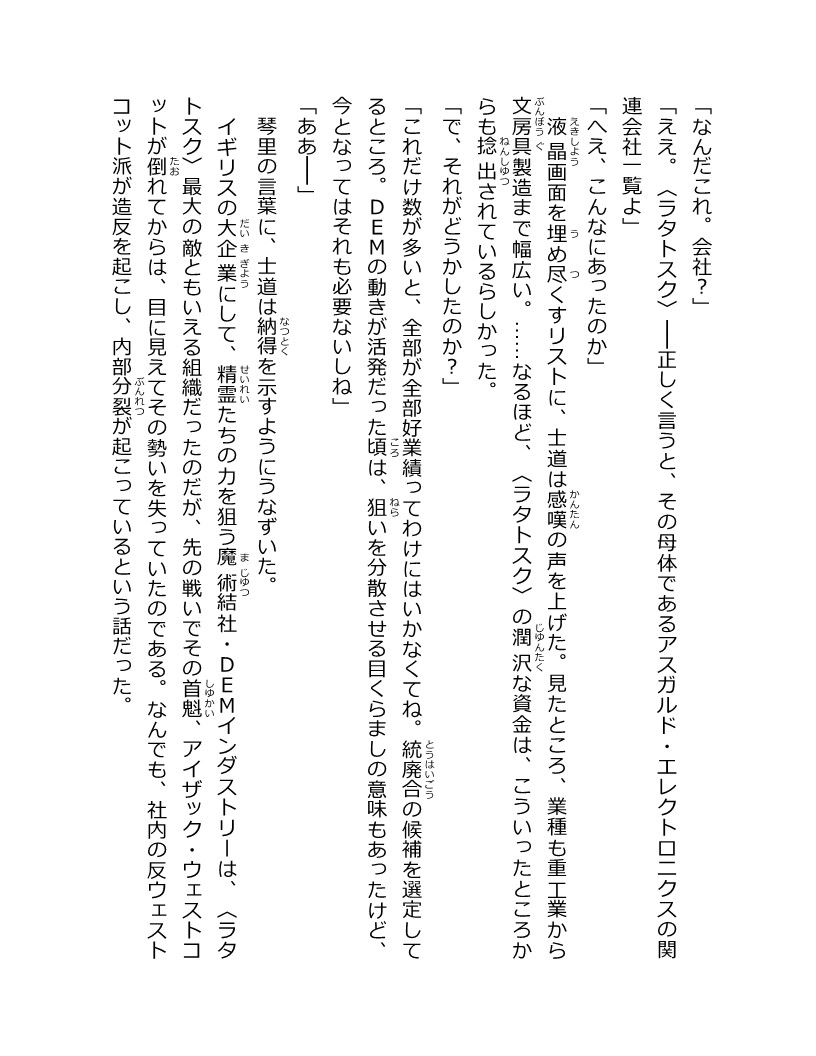 「なんだこれ。会社?」
「ええ。〈ラタトスク〉――正しく言うと、その母体であるアスガルド・エレクトロニクスの関
連会社一覧よ」
「へえ、こんなにあったのか」
液晶画面を埋め尽くすリストに、士道は感嘆の声を上げた。見たところ、業種も重工業から
文房具製造まで幅広い。……なるほど、〈ラタトスク〉の潤沢な資金は、こういったところか
らも捻出されているらしかった。
「で、それがどうかしたのか?」
「これだけ数が多いと、全部が全部好業績ってわけにはいかなくてね。統廃合の候補を選定して
るところ。DEMの動きが活発だった頃は、狙いを分散させる目くらましの意味もあったけど、
今となってはそれも必要ないしね」
「ああ――」
琴里の言葉に、士道は納得を示すようにうなずいた。
イギリスの大企業にして、精霊たちの力を狙う魔術結社・DEMインダストリーは、〈ラタ
トスク〉最大の敵ともいえる組織だったのだが、先の戦いでその首魁、アイザック・ウェストコ
ットが倒れてからは、目に見えてその勢いを失っていたのである。なんでも、社内の反ウェスト
コット派が造反を起こし、内部分裂が起こっているという話だった。